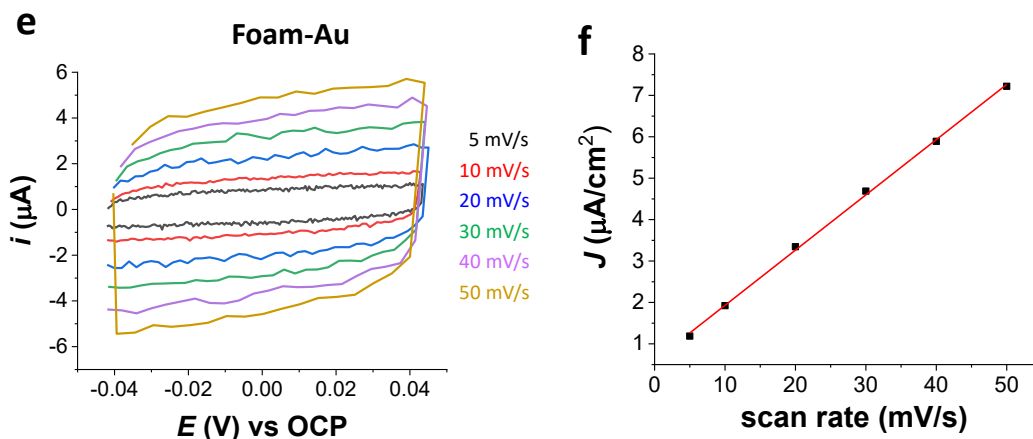 e
Foam-Au
6
4
2
0
-2
-4
-6
i (μA)
-0.04
-0.02
0.00
0.02
0.04
E (V) vs OCP
5 mV/s
10 mV/s
20 mV/s
30 mV/s
40 mV/s
50 mV/s
f
8
7
6
5
4
3
2
1
J (μA/cm²)
0
10
20
30
40
50
scan rate (mV/s)